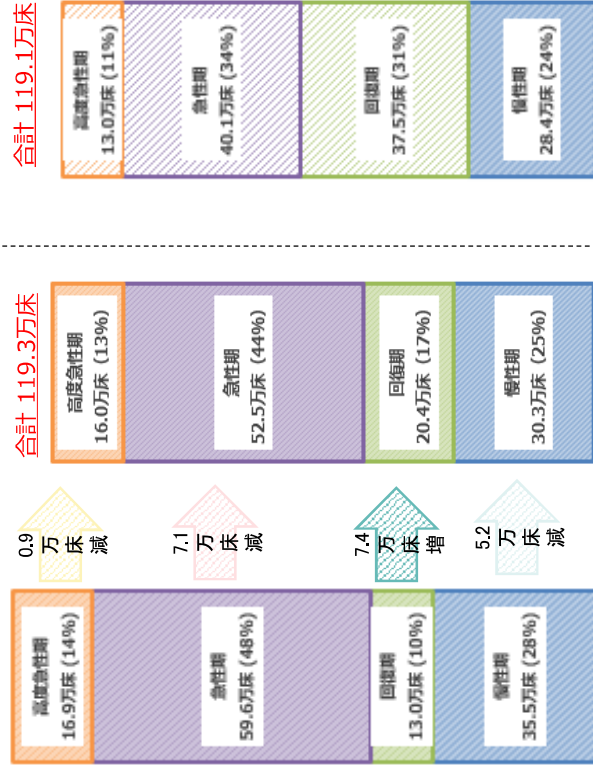 高度急性期
16.9万床 (14%)
急性期
59.6万床 (48%)
回復期
13.0万床 (10%)
慢性期
35.5万床 (28%)
0.9
万
床
減
7.1
万
床
減
7.4
万
床
増
5.2
万
床
減
合計 119.3万床
高度急性期
16.0万床 (13%)
急性期
52.5万床 (44%)
回復期
20.4万床 (17%)
慢性期
30.3万床 (25%)
合計 119.1万床
高度急性期
13.0万床 (11%)
急性期
40.1万床 (34%)
回復期
37.5万床 (31%)
慢性期
28.4万床 (24%)